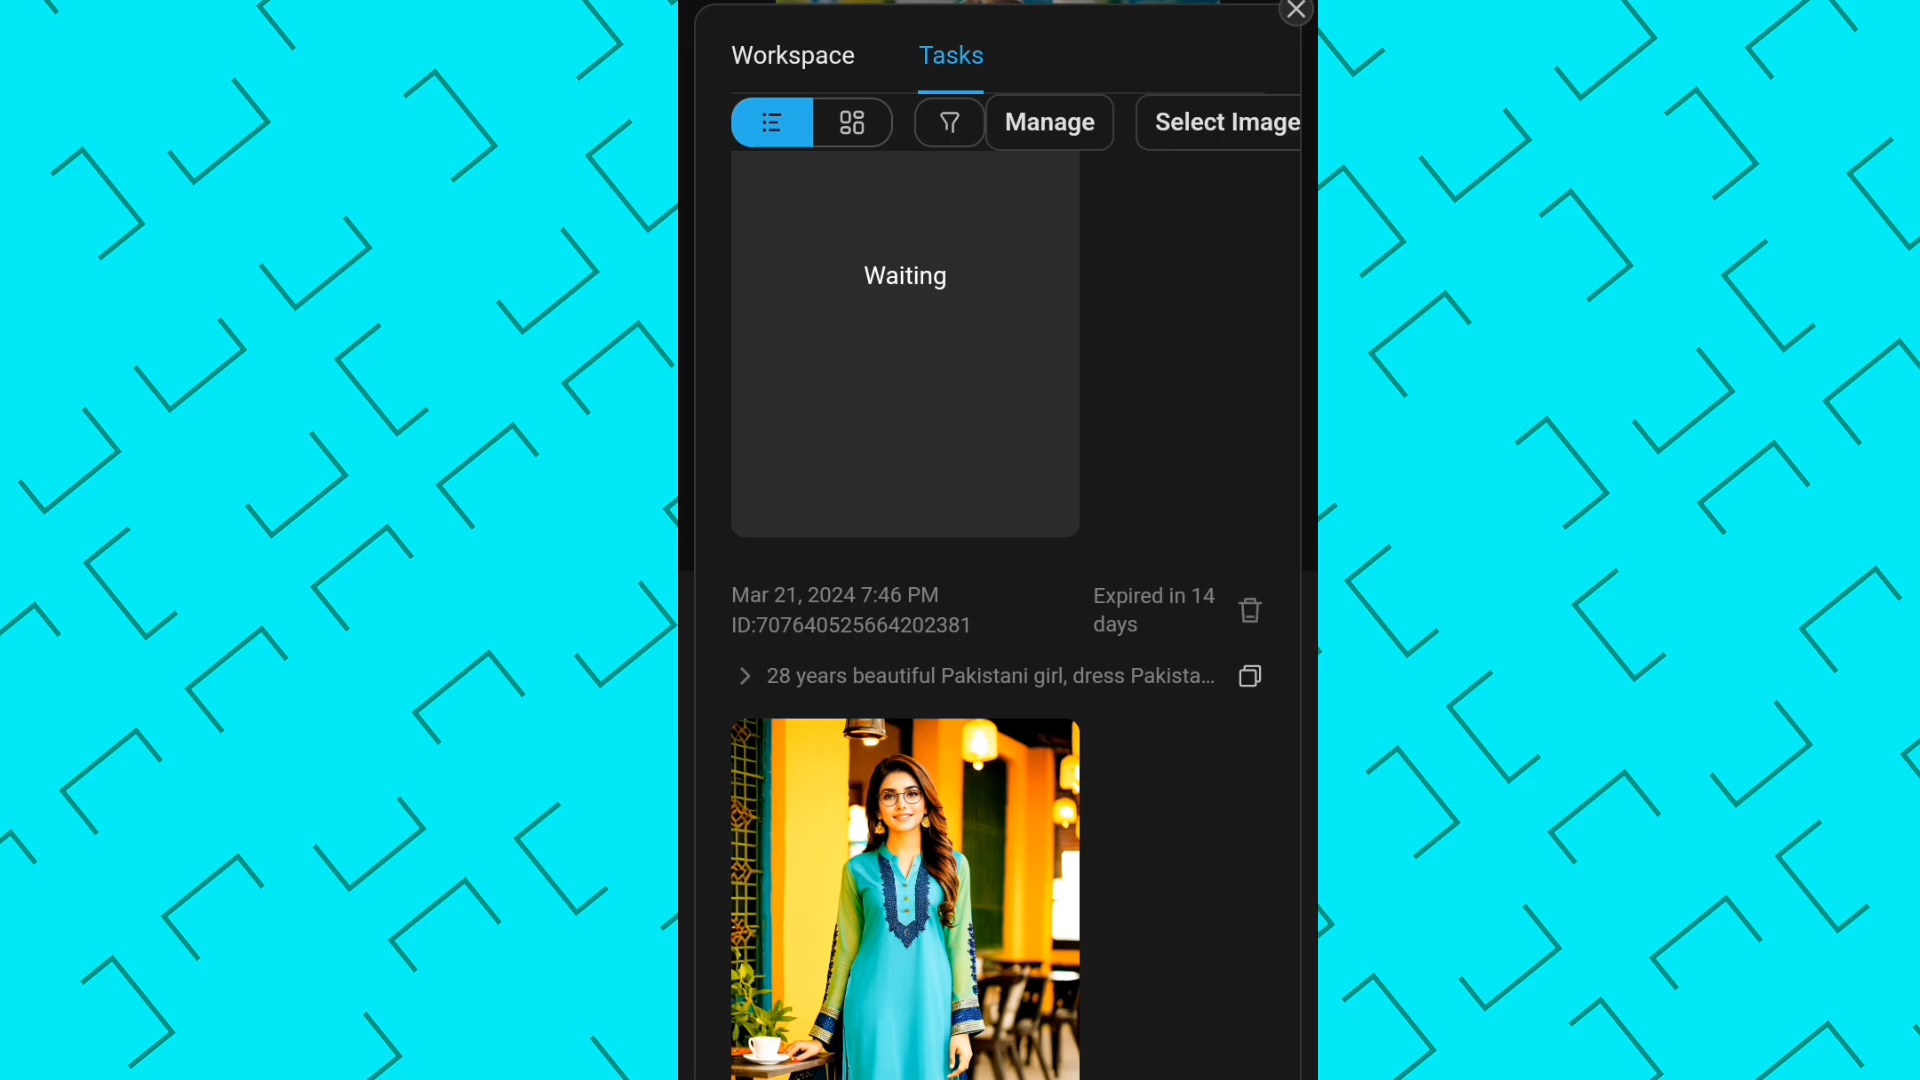 Workspace
Tasks
Manage
Select Image
Waiting
Mar 21, 2024 7:46 PM
ID:707640525664202381
Expired in 14
days
28 years beautiful Pakistani girl, dress Pakista...